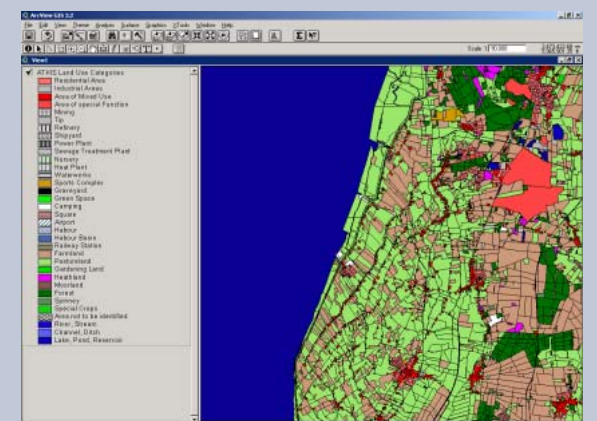 ArcView GIS 3.2
File Edit View Theme Analysis Surface Graphics XTools Window Help
Scale 1:
View1
ATKIS Land Use Categories
Residential Area
Industrial Areas
Area of Mixed Use
Area of special Function
Mining
Tip
Refinery
Shipyard
Power Plant
Sewage Treatment Plant
Nursery
Heat Plant
Waterworks
Sports Complex
Graveyard
Green Space
Camping
Square
Airport
Habour
Habour Basin
Railway Station
Farmland
Pastureland
Gardening Land
Heathland
Moorland
Forest
Spinney
Special Crops
Area not to be identified
River, Stream
Channel, Ditch
Lake, Pond, Reservoir